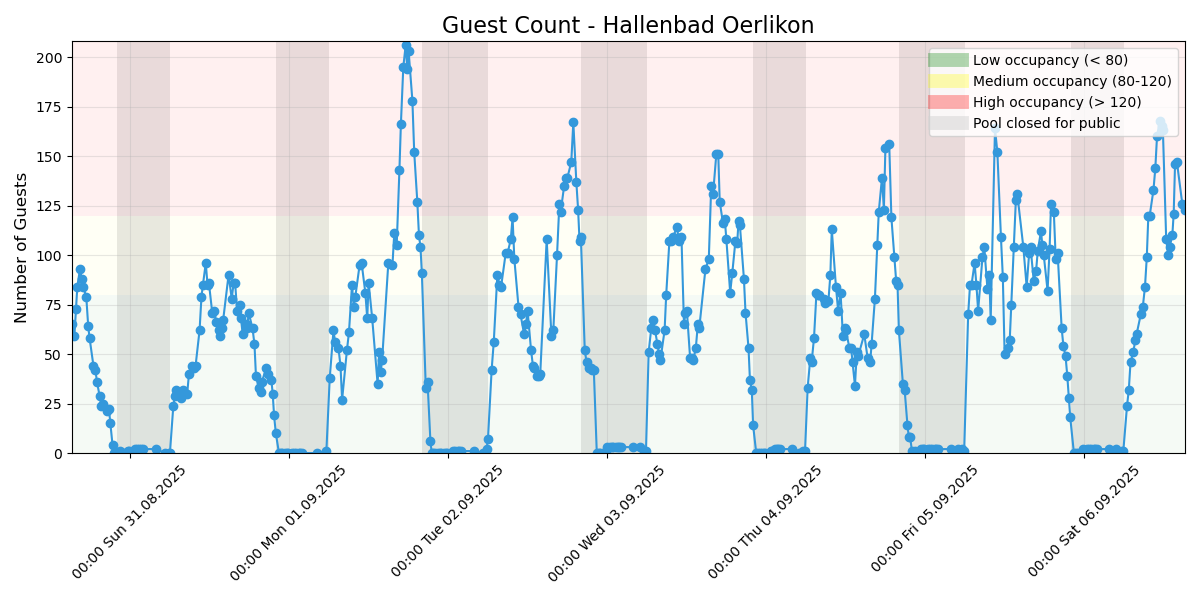 Guest Count - Hallenbad Oerlikon
Number of Guests
200
175
150
125
100
75
50
25
0
Low occupancy (< 80)
Medium occupancy (80-120)
High occupancy (> 120)
Pool closed for public
00:00 Sun 31.08.2025
00:00 Mon 01.09.2025
00:00 Tue 02.09.2025
00:00 Wed 03.09.2025
00:00 Thu 04.09.2025
00:00 Fri 05.09.2025
00:00 Sat 06.09.2025